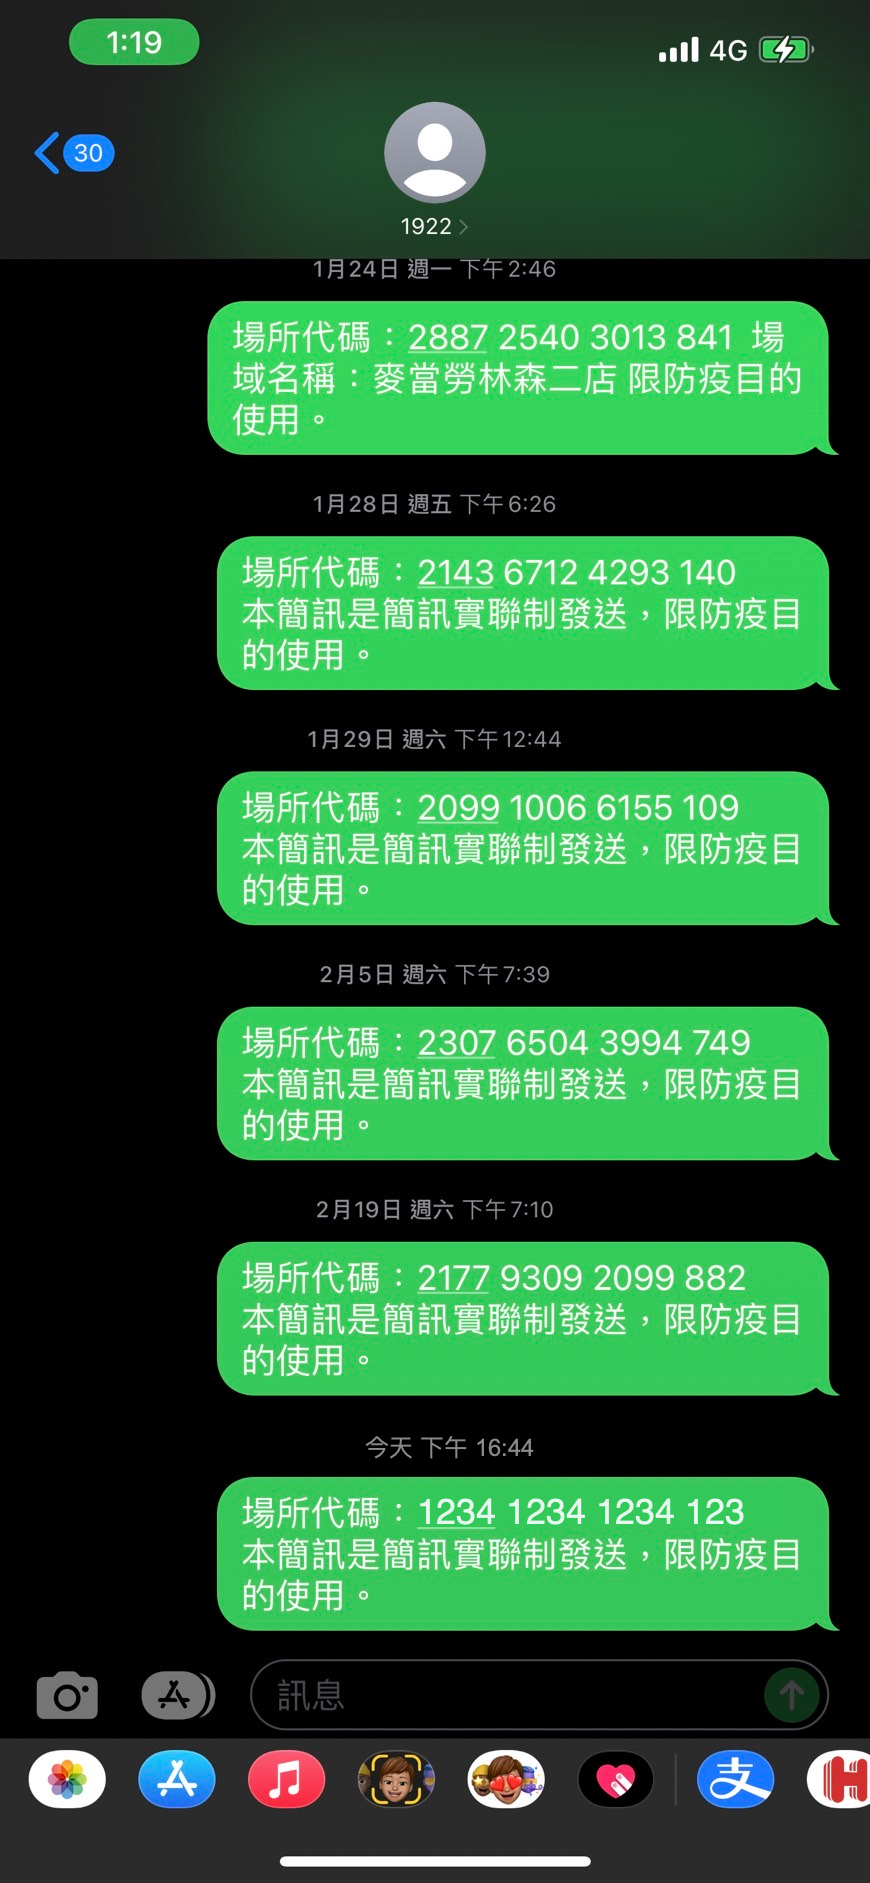 1:19
4G
30
1922
1月24日 週一 下午2:46
場所代碼：2887 2540 3013 841 場
域名稱：麥當勞林森二店 限防疫目的
使用。
1月28日 週五 下午6:26
場所代碼：2143 6712 4293 140
本簡訊是簡訊實聯制發送，限防疫目
的使用。
1月29日 週六 下午12:44
場所代碼：2099 1006 6155 109
本簡訊是簡訊實聯制發送，限防疫目
的使用。
2月5日 週六 下午7:39
場所代碼：2307 6504 3994 749
本簡訊是簡訊實聯制發送，限防疫目
的使用。
2月19日 週六 下午7:10
場所代碼：2177 9309 2099 882
本簡訊是簡訊實聯制發送，限防疫目
的使用。
今天 下午 16:44
場所代碼：1234 1234 1234 123
本簡訊是簡訊實聯制發送，限防疫目
的使用。
訊息
支
H